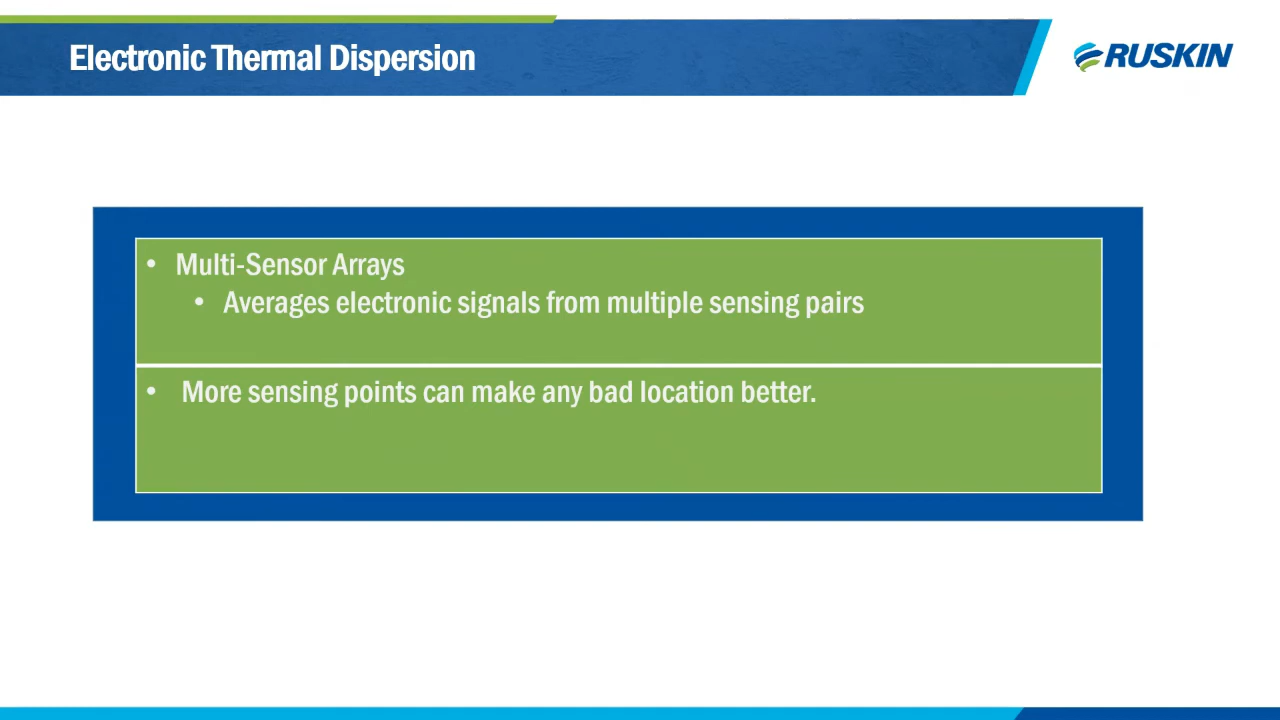 Electronic Thermal Dispersion
RUSKIN
• Multi-Sensor Arrays
• Averages electronic signals from multiple sensing pairs
• More sensing points can make any bad location better.